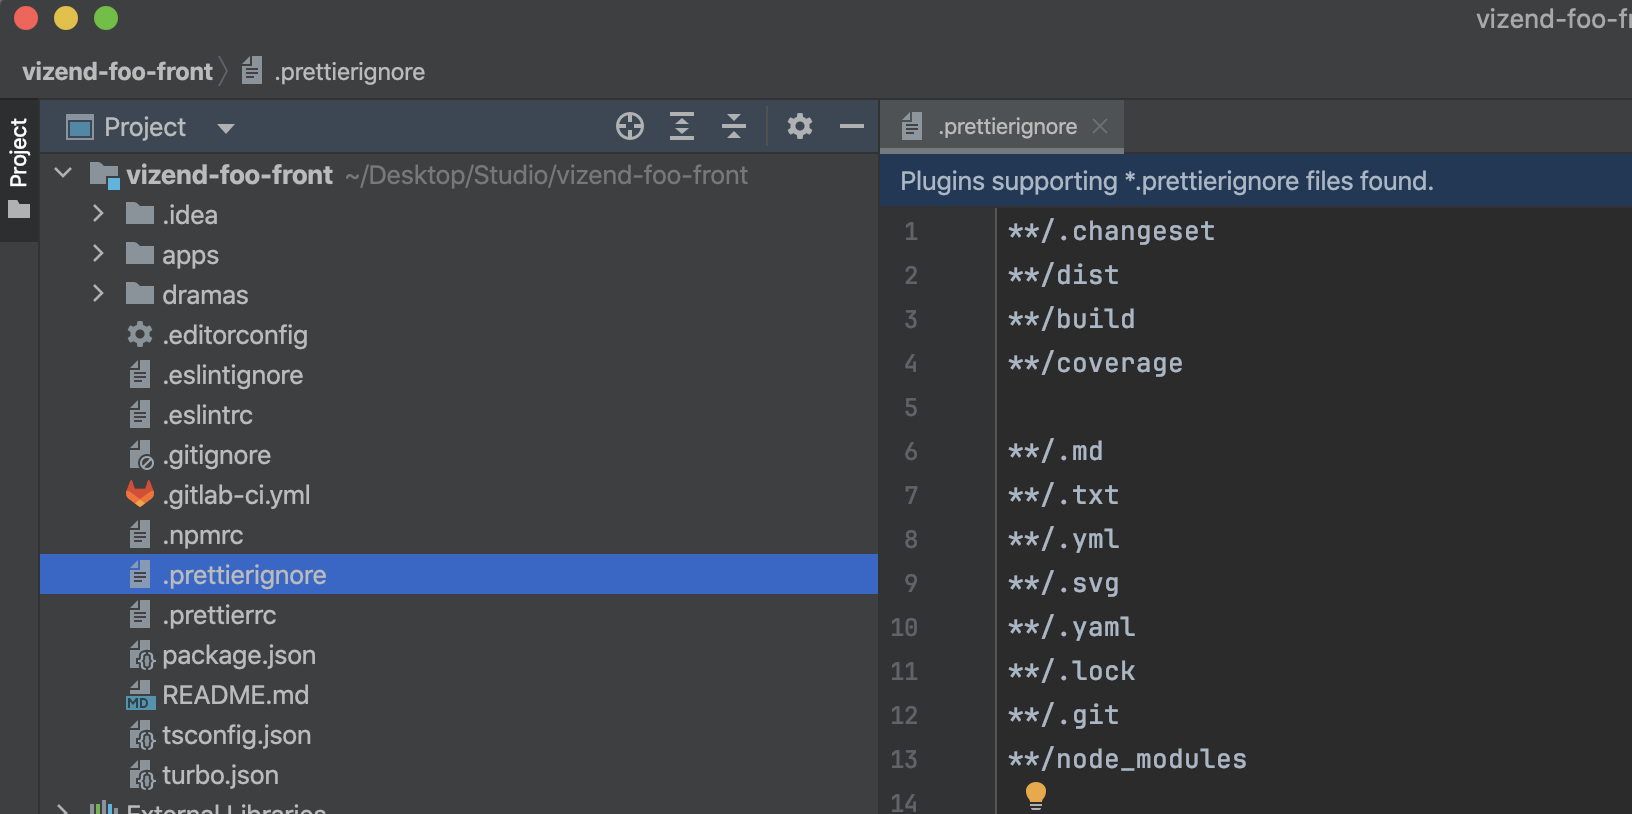 vizend-foo-fr
vizend-foo-front
.prettierignore
Project
Project
.prettierignore
vizend-foo-front ~/Desktop/Studio/vizend-foo-front
.idea
apps
dramas
.editorconfig
.eslintignore
.eslintrc
.gitignore
.gitlab-ci.yml
.npmrc
.prettierignore
.prettierrc
package.json
MD README.md
tsconfig.json
turbo.json
External Libraries
Plugins supporting *.prettierignore files found.
1 **/.changeset
2 **/dist
3 **/build
4 **/coverage
5
6 **/.md
7 **/.txt
8 **/.yml
9 **/.svg
10 **/.yaml
11 **/.lock
12 **/.git
13 **/node_modules
14